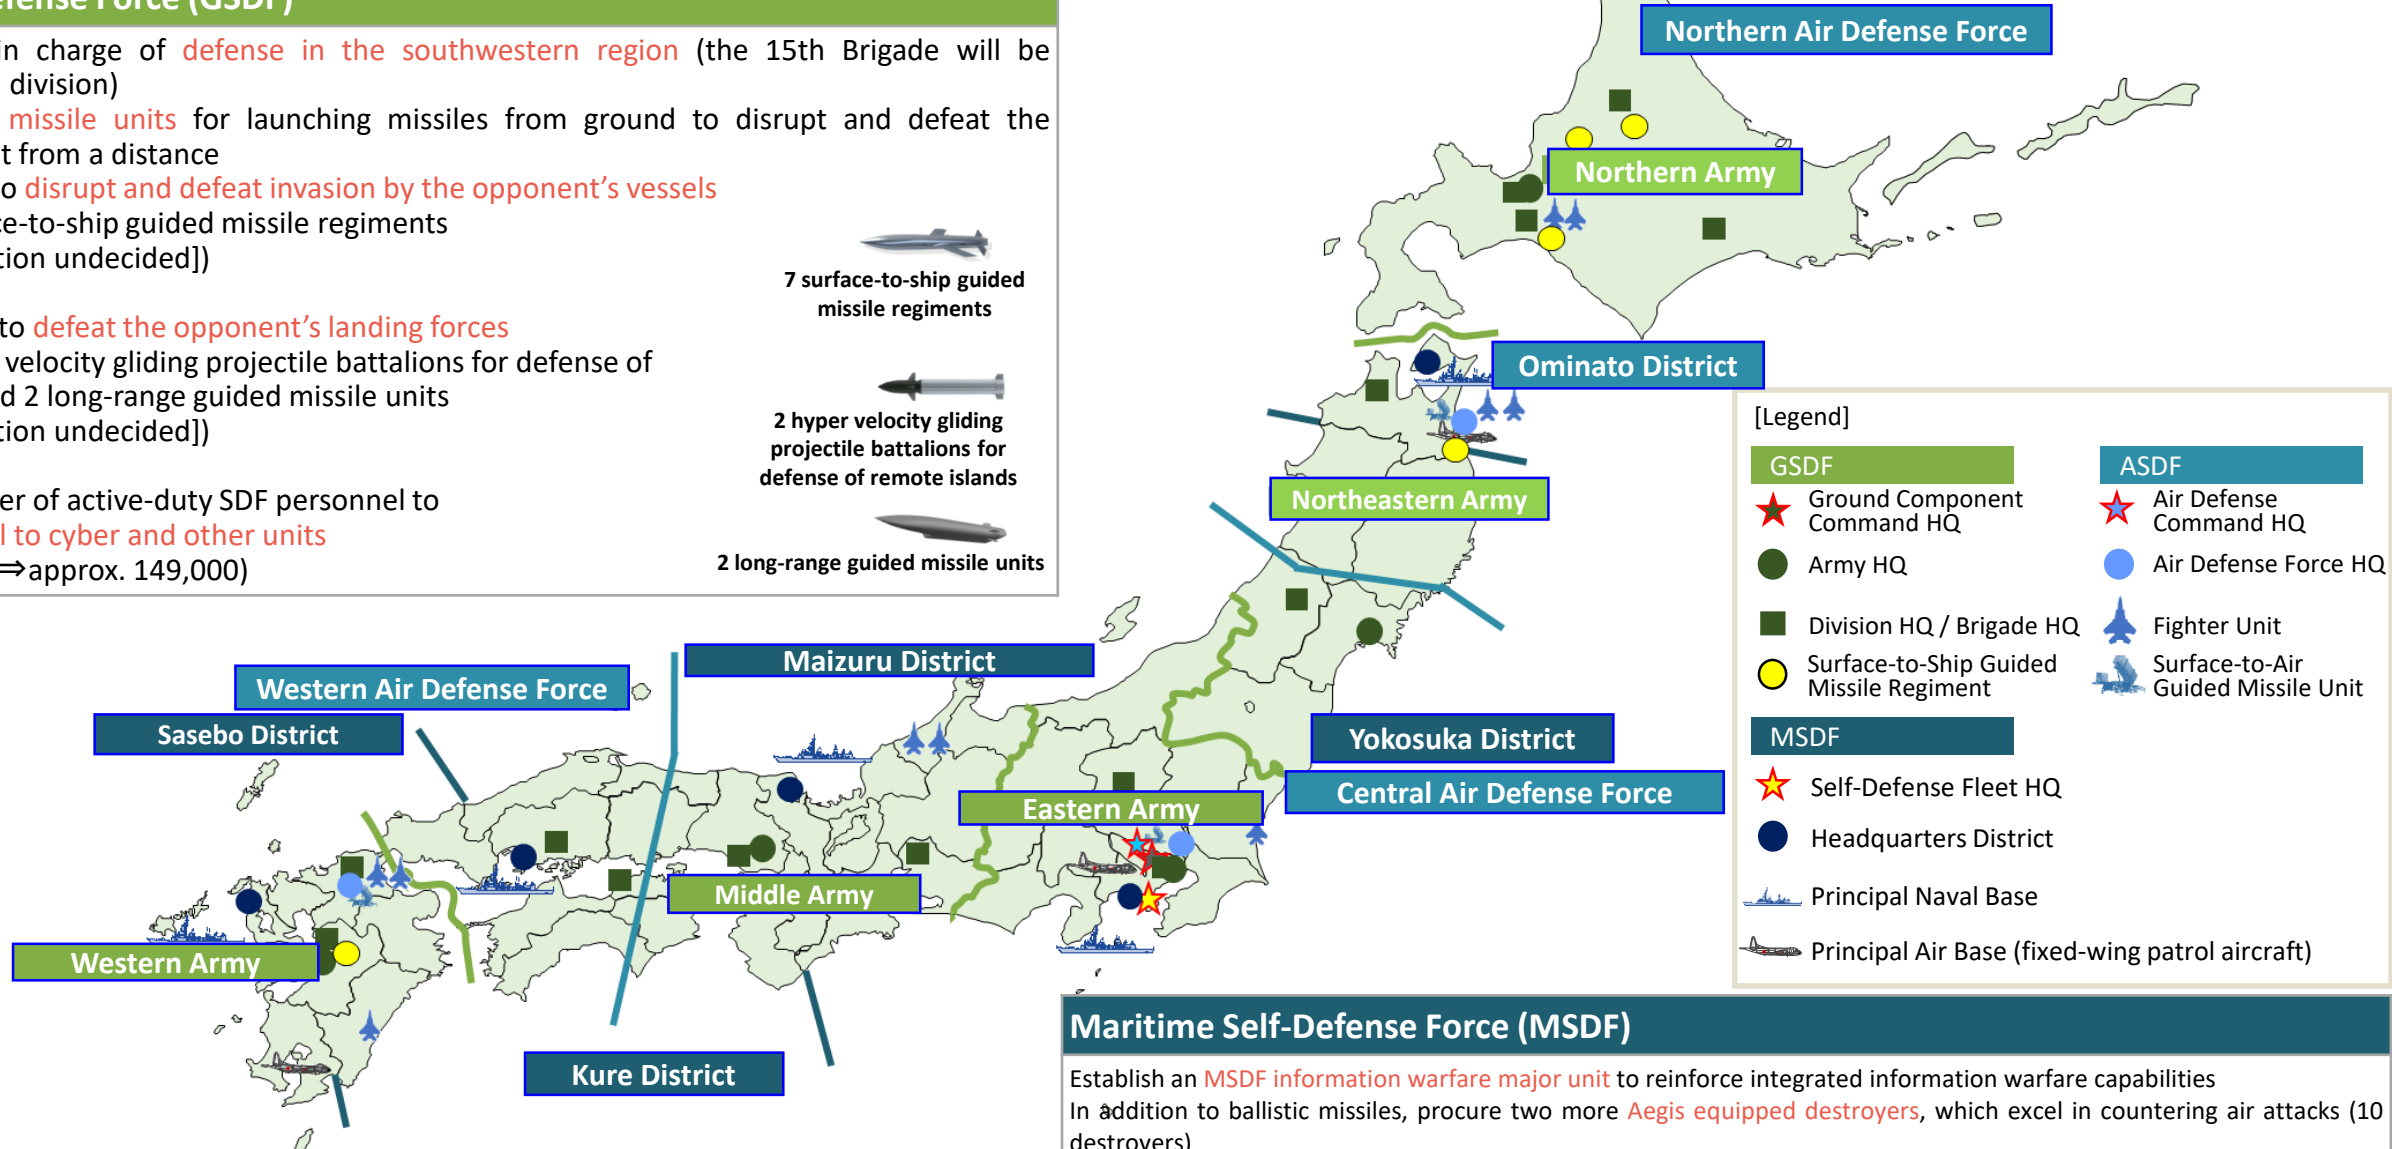 efense Force (GSDF)
in charge of defense in the southwestern region (the 15th Brigade will be
division)
missile units for launching missiles from ground to disrupt and defeat the
t from a distance
o disrupt and defeat invasion by the opponent's vessels
ce-to-ship guided missile regiments
tion undecided])
7 surface-to-ship guided
missile regiments
to defeat the opponent's landing forces
velocity gliding projectile battalions for defense of
d 2 long-range guided missile units
tion undecided])
2 hyper velocity gliding
projectile battalions for
defense of remote islands
er of active-duty SDF personnel to
l to cyber and other units
⇒approx. 149,000)
2 long-range guided missile units
Northern Air Defense Force
Northern Army
Ominato District
Northeastern Army
[Legend]
GSDF
Ground Component
Command HQ
Army HQ
Division HQ / Brigade HQ
Surface-to-Ship Guided
Missile Regiment
ASDF
Air Defense
Command HQ
Air Defense Force HQ
Fighter Unit
Surface-to-Air
Guided Missile Unit
MSDF
Self-Defense Fleet HQ
Headquarters District
Principal Naval Base
Principal Air Base (fixed-wing patrol aircraft)
Maizuru District
Western Air Defense Force
Sasebo District
Yokosuka District
Central Air Defense Force
Eastern Army
Middle Army
Western Army
Kure District
Maritime Self-Defense Force (MSDF)
Establish an MSDF information warfare major unit to reinforce integrated information warfare capabilities
In addition to ballistic missiles, procure two more Aegis equipped destroyers, which excel in countering air attacks (10
destroyers)